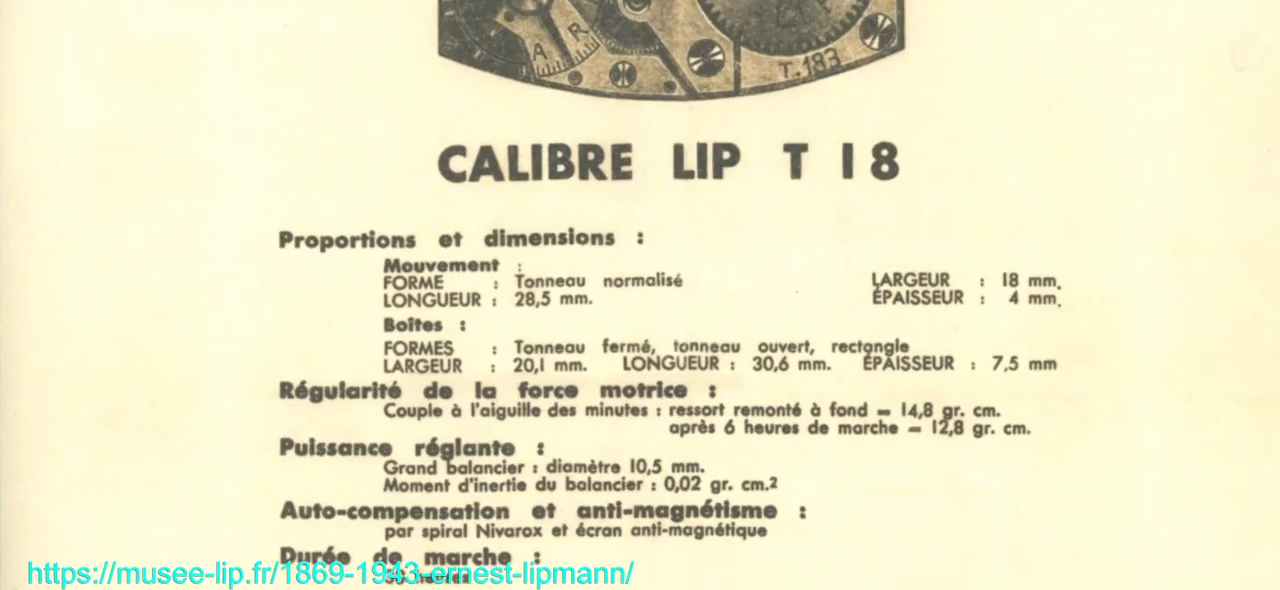 A R
T.183
CALIBRE LIP T 18
Proportions et dimensions :
Mouvement :
FORME : Tonneau normalisé LARGEUR : 18 mm.
LONGUEUR : 28,5 mm. ÉPAISSEUR : 4 mm.
Boîtes :
FORMES : Tonneau fermé, tonneau ouvert, rectangle
LARGEUR : 20,1 mm. LONGUEUR : 30,6 mm. ÉPAISSEUR : 7,5 mm
Régularité de la force motrice :
Couple à l'aiguille des minutes : ressort remonté à fond = 14,8 gr. cm.
après 6 heures de marche = 12,8 gr. cm.
Puissance réglante :
Grand balancier : diamètre 10,5 mm.
Moment d'inertie du balancier : 0,02 gr. cm.²
Auto-compensation et anti-magnétisme :
par spiral Nivarox et écran anti-magnétique
Durée de marche :
https://musee-lip.fr/1869-1943-ernest-lipmann/